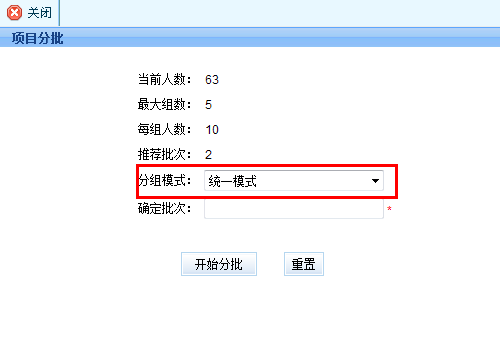 关闭
项目分批
当前人数： 63
最大组数： 5
每组人数： 10
推荐批次： 2
分组模式： 统一模式
确定批次： *
开始分批 重置